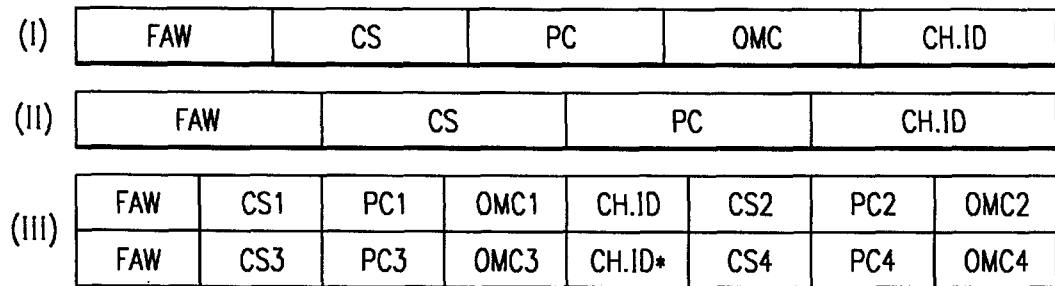 (I) FAW CS PC OMC CH.ID
(II) FAW CS PC CH.ID
(III)
FAW CS1 PC1 OMC1 CH.ID CS2 PC2 OMC2
FAW CS3 PC3 OMC3 CH.ID* CS4 PC4 OMC4